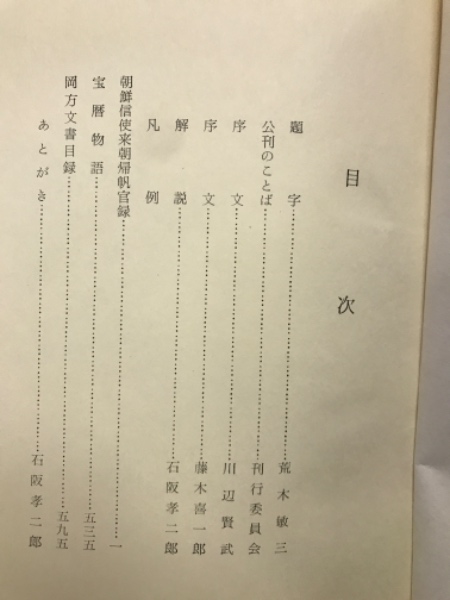 目次
題字……荒木敏三
公刊のことば……刊行委員会
序文……川辺賢武
序文……藤木喜一郎
解説……石阪孝二郎
凡例
朝鮮信使来朝帰帆官録……一
宝暦物語……五三五
岡方文書目録……五九五
あとがき……石阪孝二郎